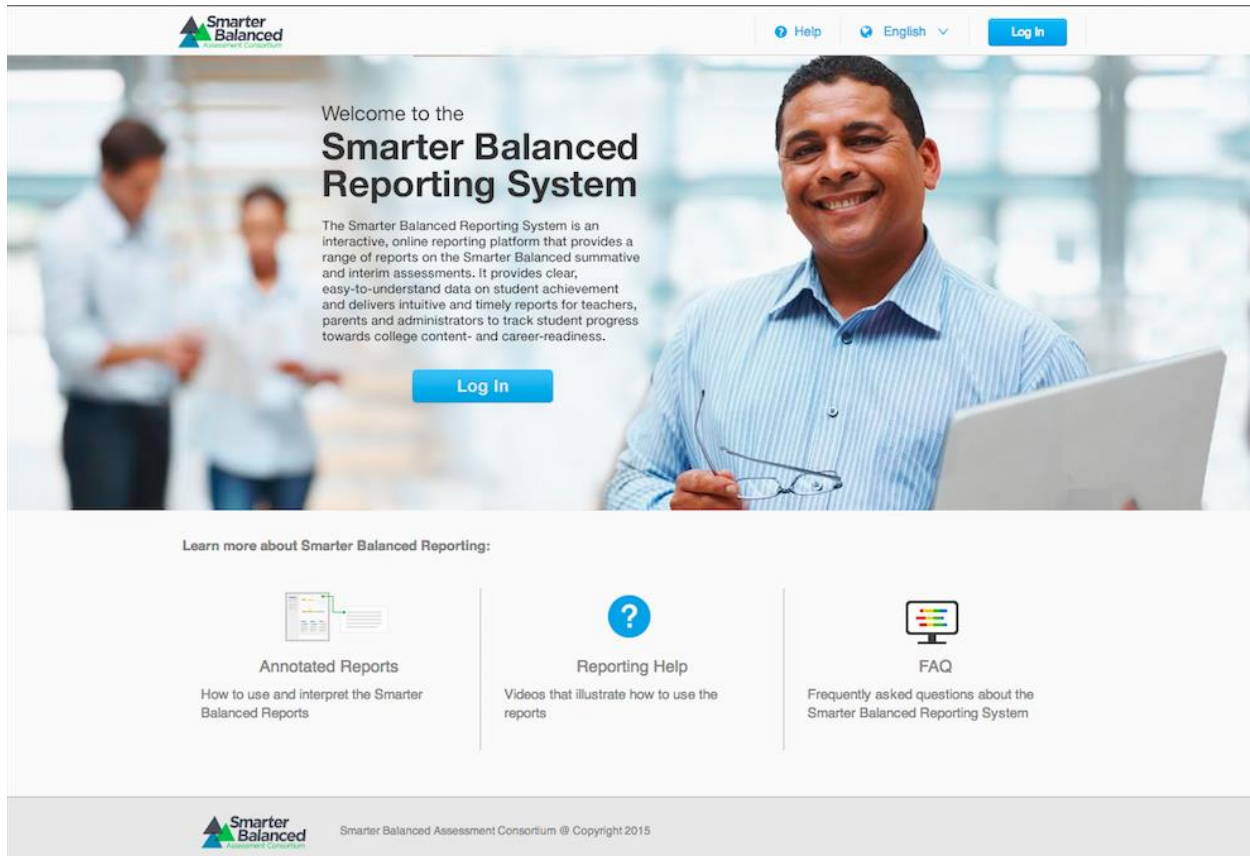 Smarter
Balanced
Assessment Consortium
Help
English
Log In
Welcome to the
Smarter Balanced
Reporting System
The Smarter Balanced Reporting System is an
interactive, online reporting platform that provides a
range of reports on the Smarter Balanced summative
and interim assessments. It provides clear,
easy-to-understand data on student achievement
and delivers intuitive and timely reports for teachers,
parents and administrators to track student progress
towards college content- and career-readiness.
Log In
Learn more about Smarter Balanced Reporting:
Annotated Reports
How to use and interpret the Smarter
Balanced Reports
?
Reporting Help
Videos that illustrate how to use the
reports
FAQ
Frequently asked questions about the
Smarter Balanced Reporting System
Smarter
Balanced
Assessment Consortium
Smarter Balanced Assessment Consortium @ Copyright 2015